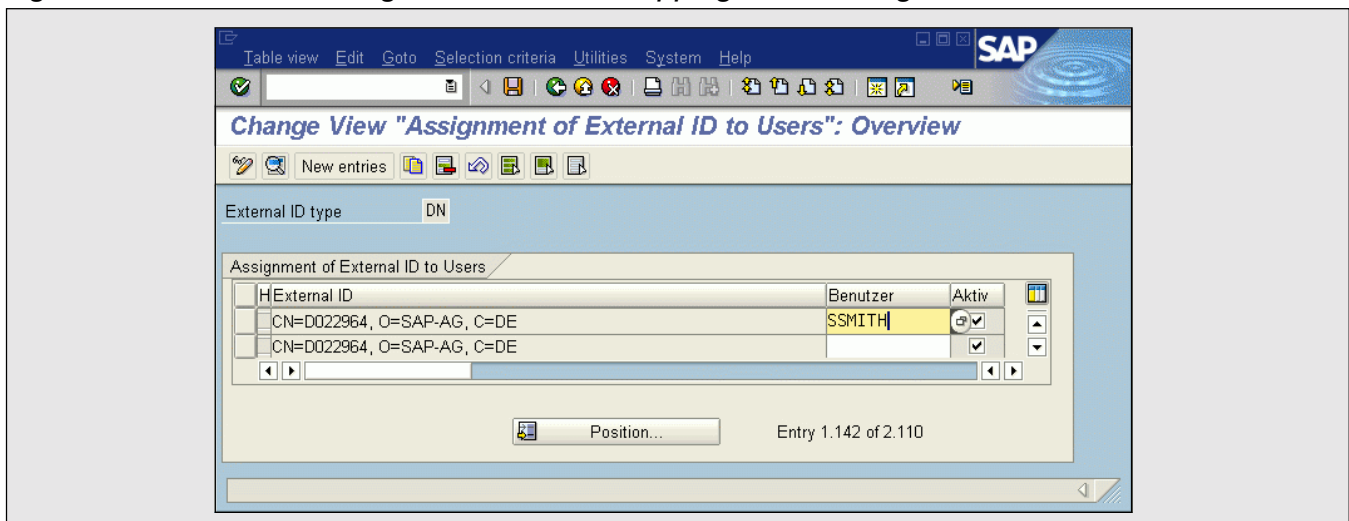 Table view Edit Goto Selection criteria Utilities System Help
SAP
Change View "Assignment of External ID to Users": Overview
New entries
External ID type DN
Assignment of External ID to Users
H External ID Benutzer Aktiv
CN=D022964, O=SAP-AG, C=DE SSMITH
CN=D022964, O=SAP-AG, C=DE
Position... Entry 1.142 of 2.110